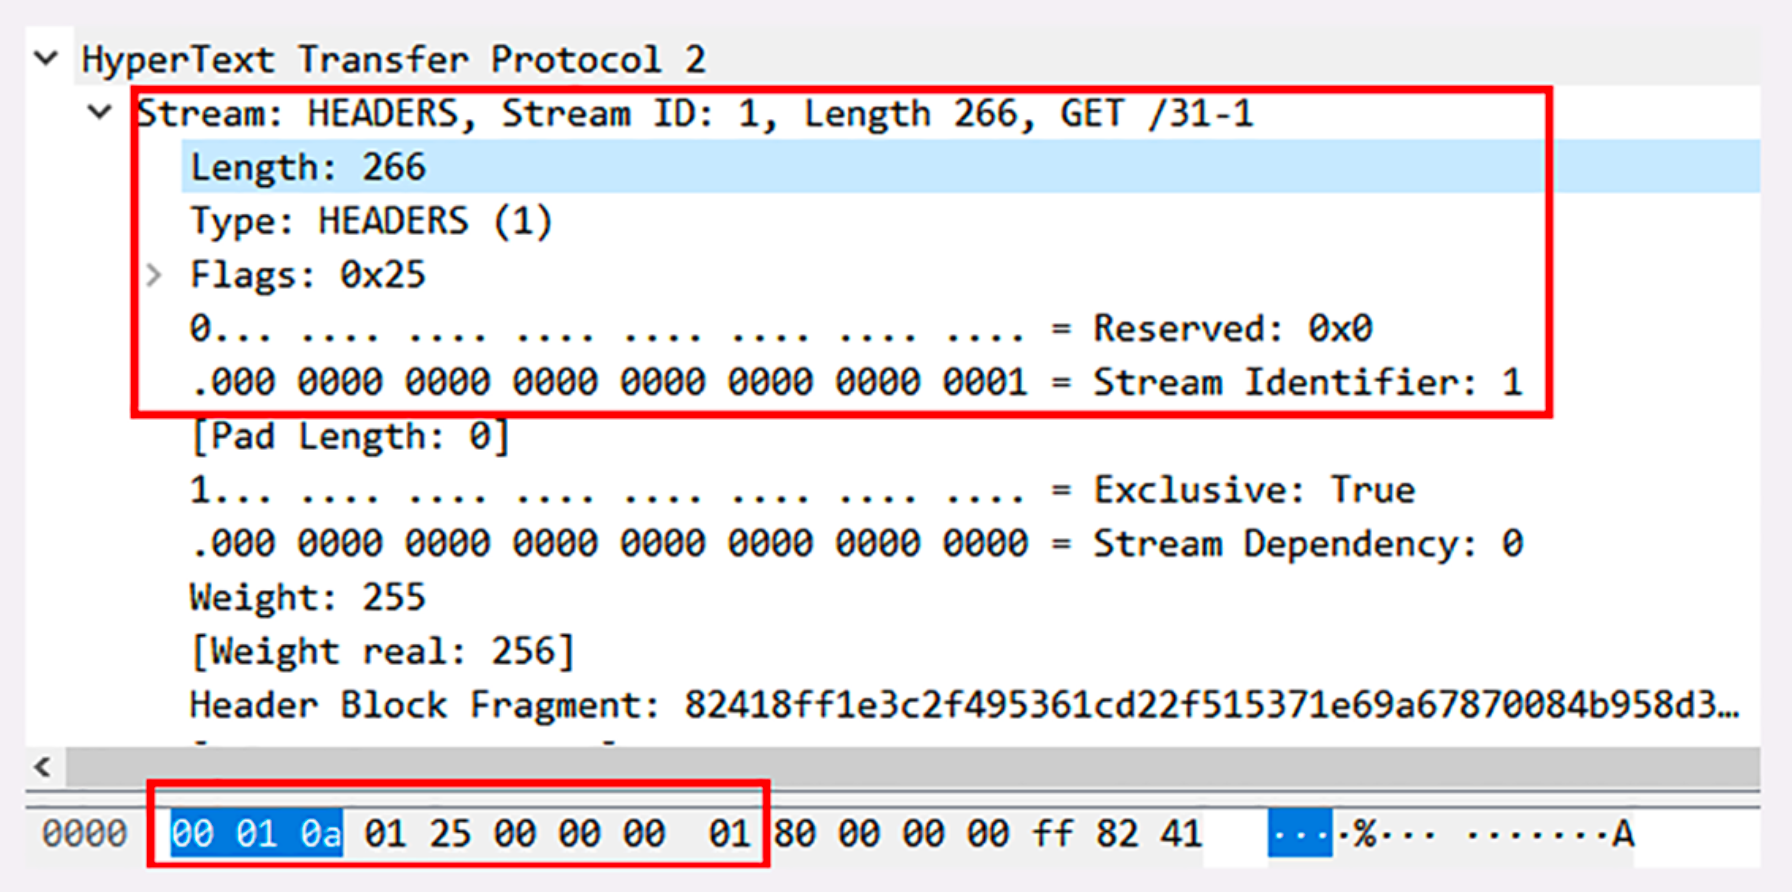 HyperText Transfer Protocol 2
Stream: HEADERS, Stream ID: 1, Length 266, GET /31-1
Length: 266
Type: HEADERS (1)
Flags: 0x25
0... .... .... .... .... .... .... .... = Reserved: 0x0
.000 0000 0000 0000 0000 0000 0000 0001 = Stream Identifier: 1
[Pad Length: 0]
1... .... .... .... .... .... .... .... = Exclusive: True
.000 0000 0000 0000 0000 0000 0000 0000 = Stream Dependency: 0
Weight: 255
[Weight real: 256]
Header Block Fragment: 82418ff1e3c2f495361cd22f515371e69a67870084b958d3…
0000 00 01 0a 01 25 00 00 00 01 80 00 00 00 ff 82 41 ····%··· ·······A